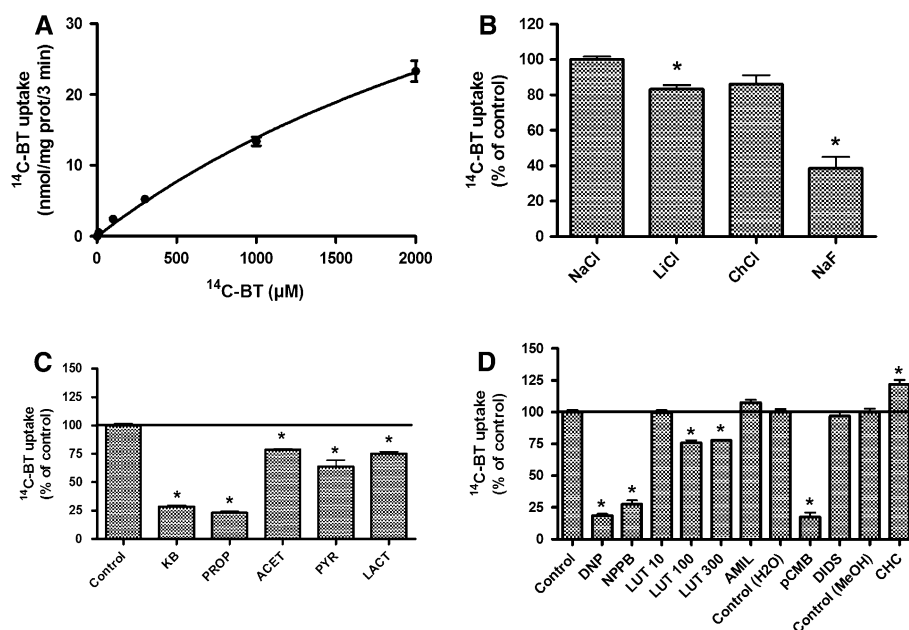 A
¹⁴C-BT uptake
(nmol/mg prot/3 min)
30
20
10
0
0 500 1000 1500 2000
¹⁴C-BT (µM)
B
¹⁴C-BT uptake
(% of control)
120
100
80
60
40
20
0
*
*
NaCl LiCl ChCl NaF
C
¹⁴C-BT uptake
(% of control)
150
125
100
75
50
25
0
* * * * *
Control KB PROP ACET PYR LACT
D
¹⁴C-BT uptake
(% of control)
150
125
100
75
50
25
0
* * * * * *
Control DNP NPPB LUT 10 LUT 100 LUT 300 AMIL Control (H2O) pCMB DIDS Control (MeOH) CHC